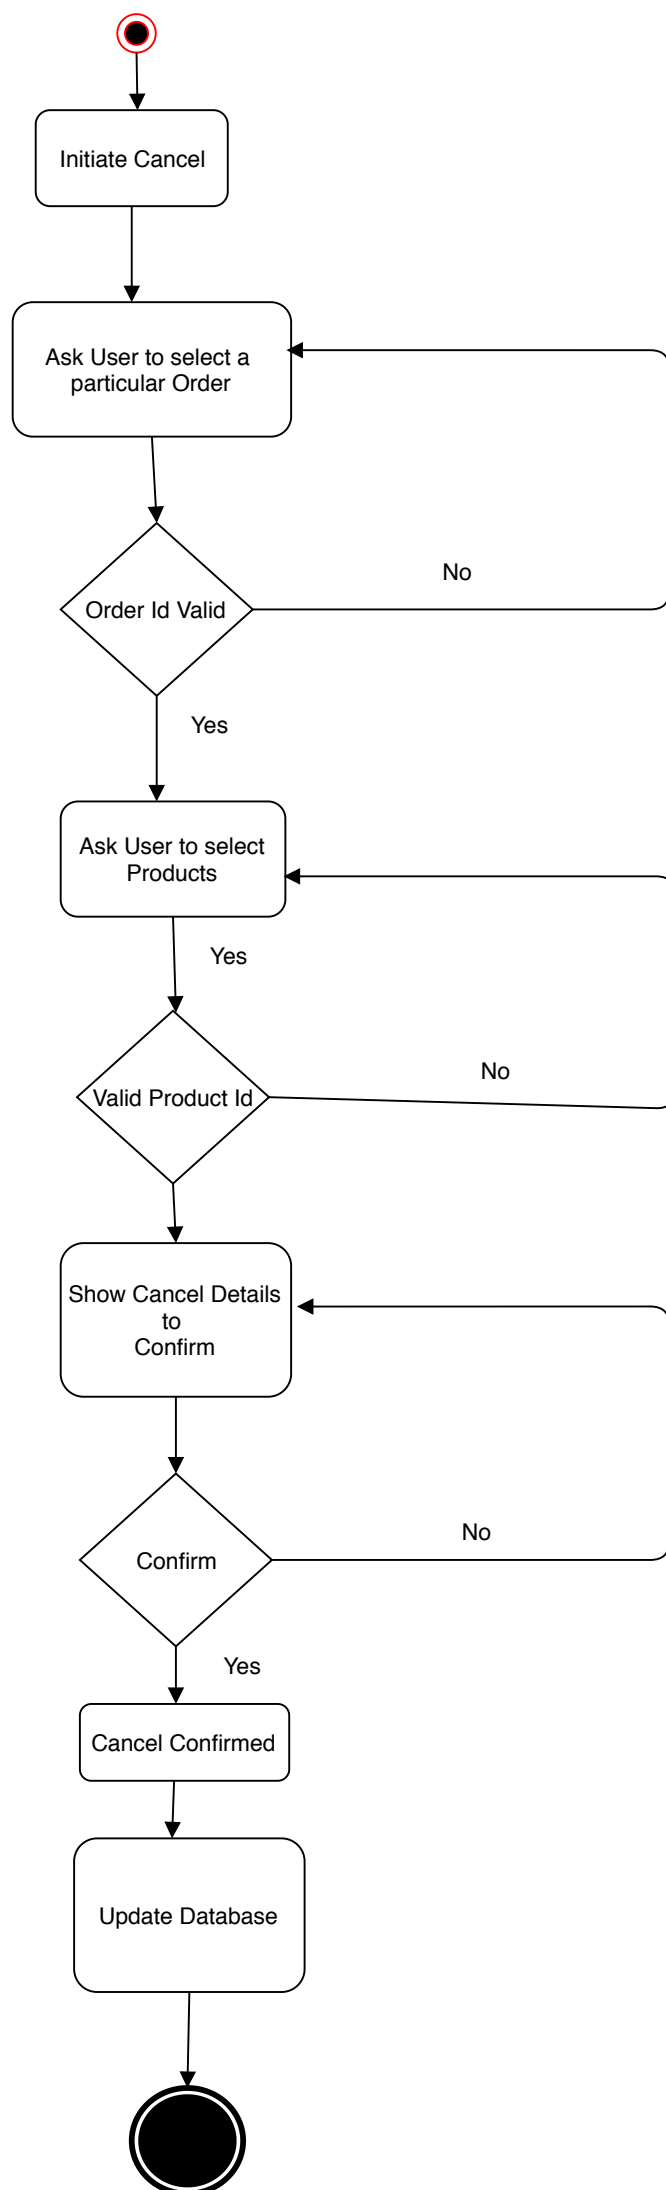 Initiate Cancel
Ask User to select a
particular Order
No
Order Id Valid
Yes
Ask User to select
Products
Yes
No
Valid Product Id
Show Cancel Details
to
Confirm
No
Confirm
Yes
Cancel Confirmed
Update Database